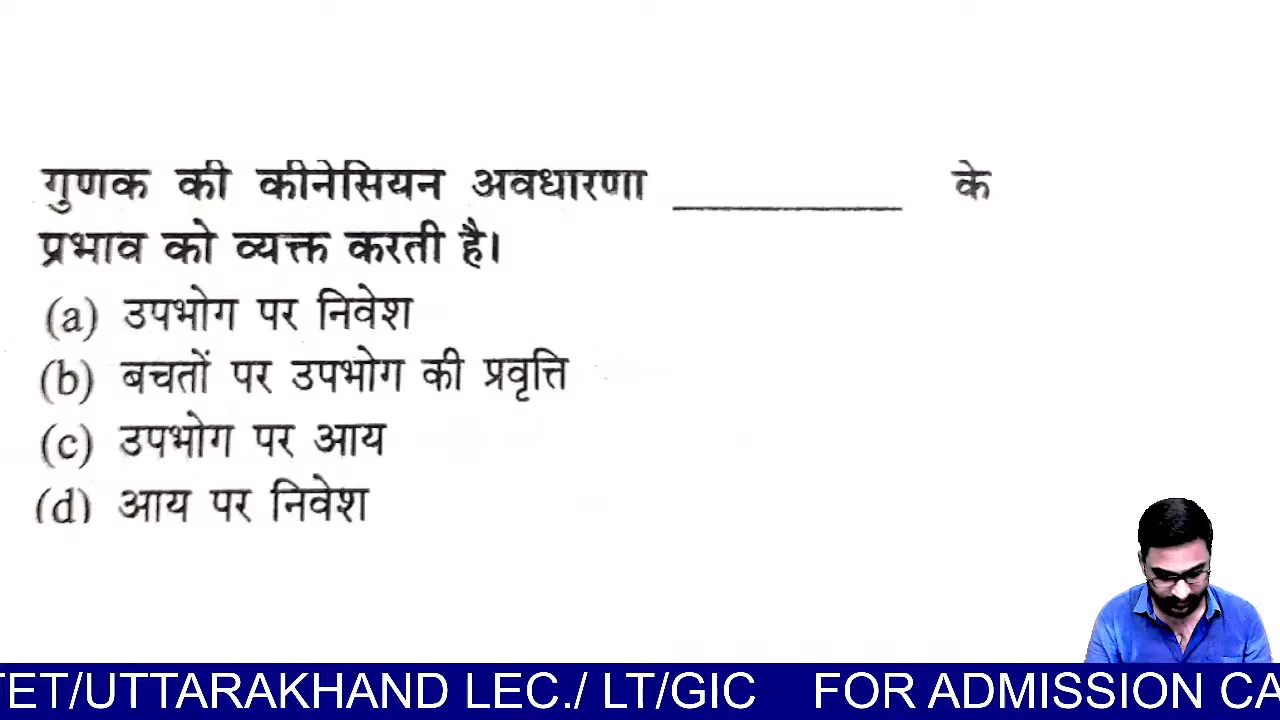 गुणक की कीनेसियन अवधारणा __________ के
प्रभाव को व्यक्त करती है।
(a) उपभोग पर निवेश
(b) बचतों पर उपभोग की प्रवृत्ति
(c) उपभोग पर आय
(d) आय पर निवेश
TET/UTTARAKHAND LEC./ LT/GIC FOR ADMISSION CA